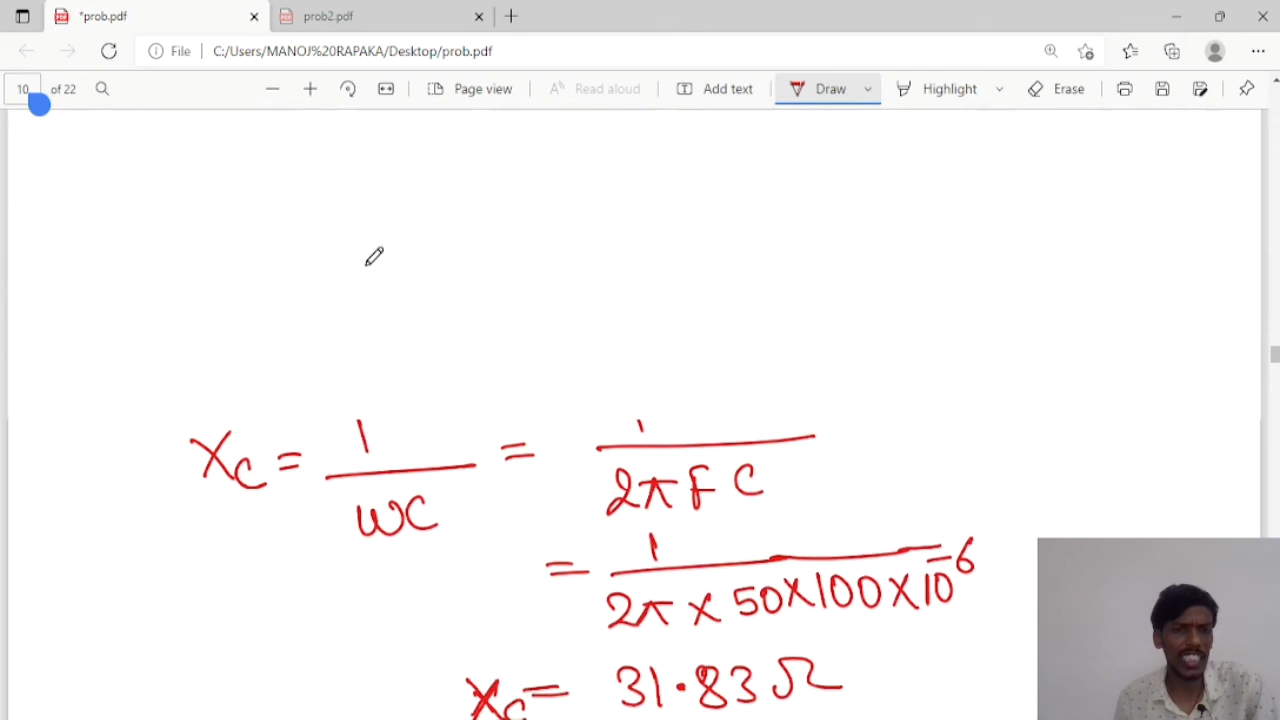 *prob.pdf
prob2.pdf
File C:/Users/MANOJ%20RAPAKA/Desktop/prob.pdf
10 of 22 Page view Read aloud Add text Draw Highlight Erase
XC = 1/WC = 1/2πFC
= 1/2π × 50×100×10^-6
XC = 31.83 Ω